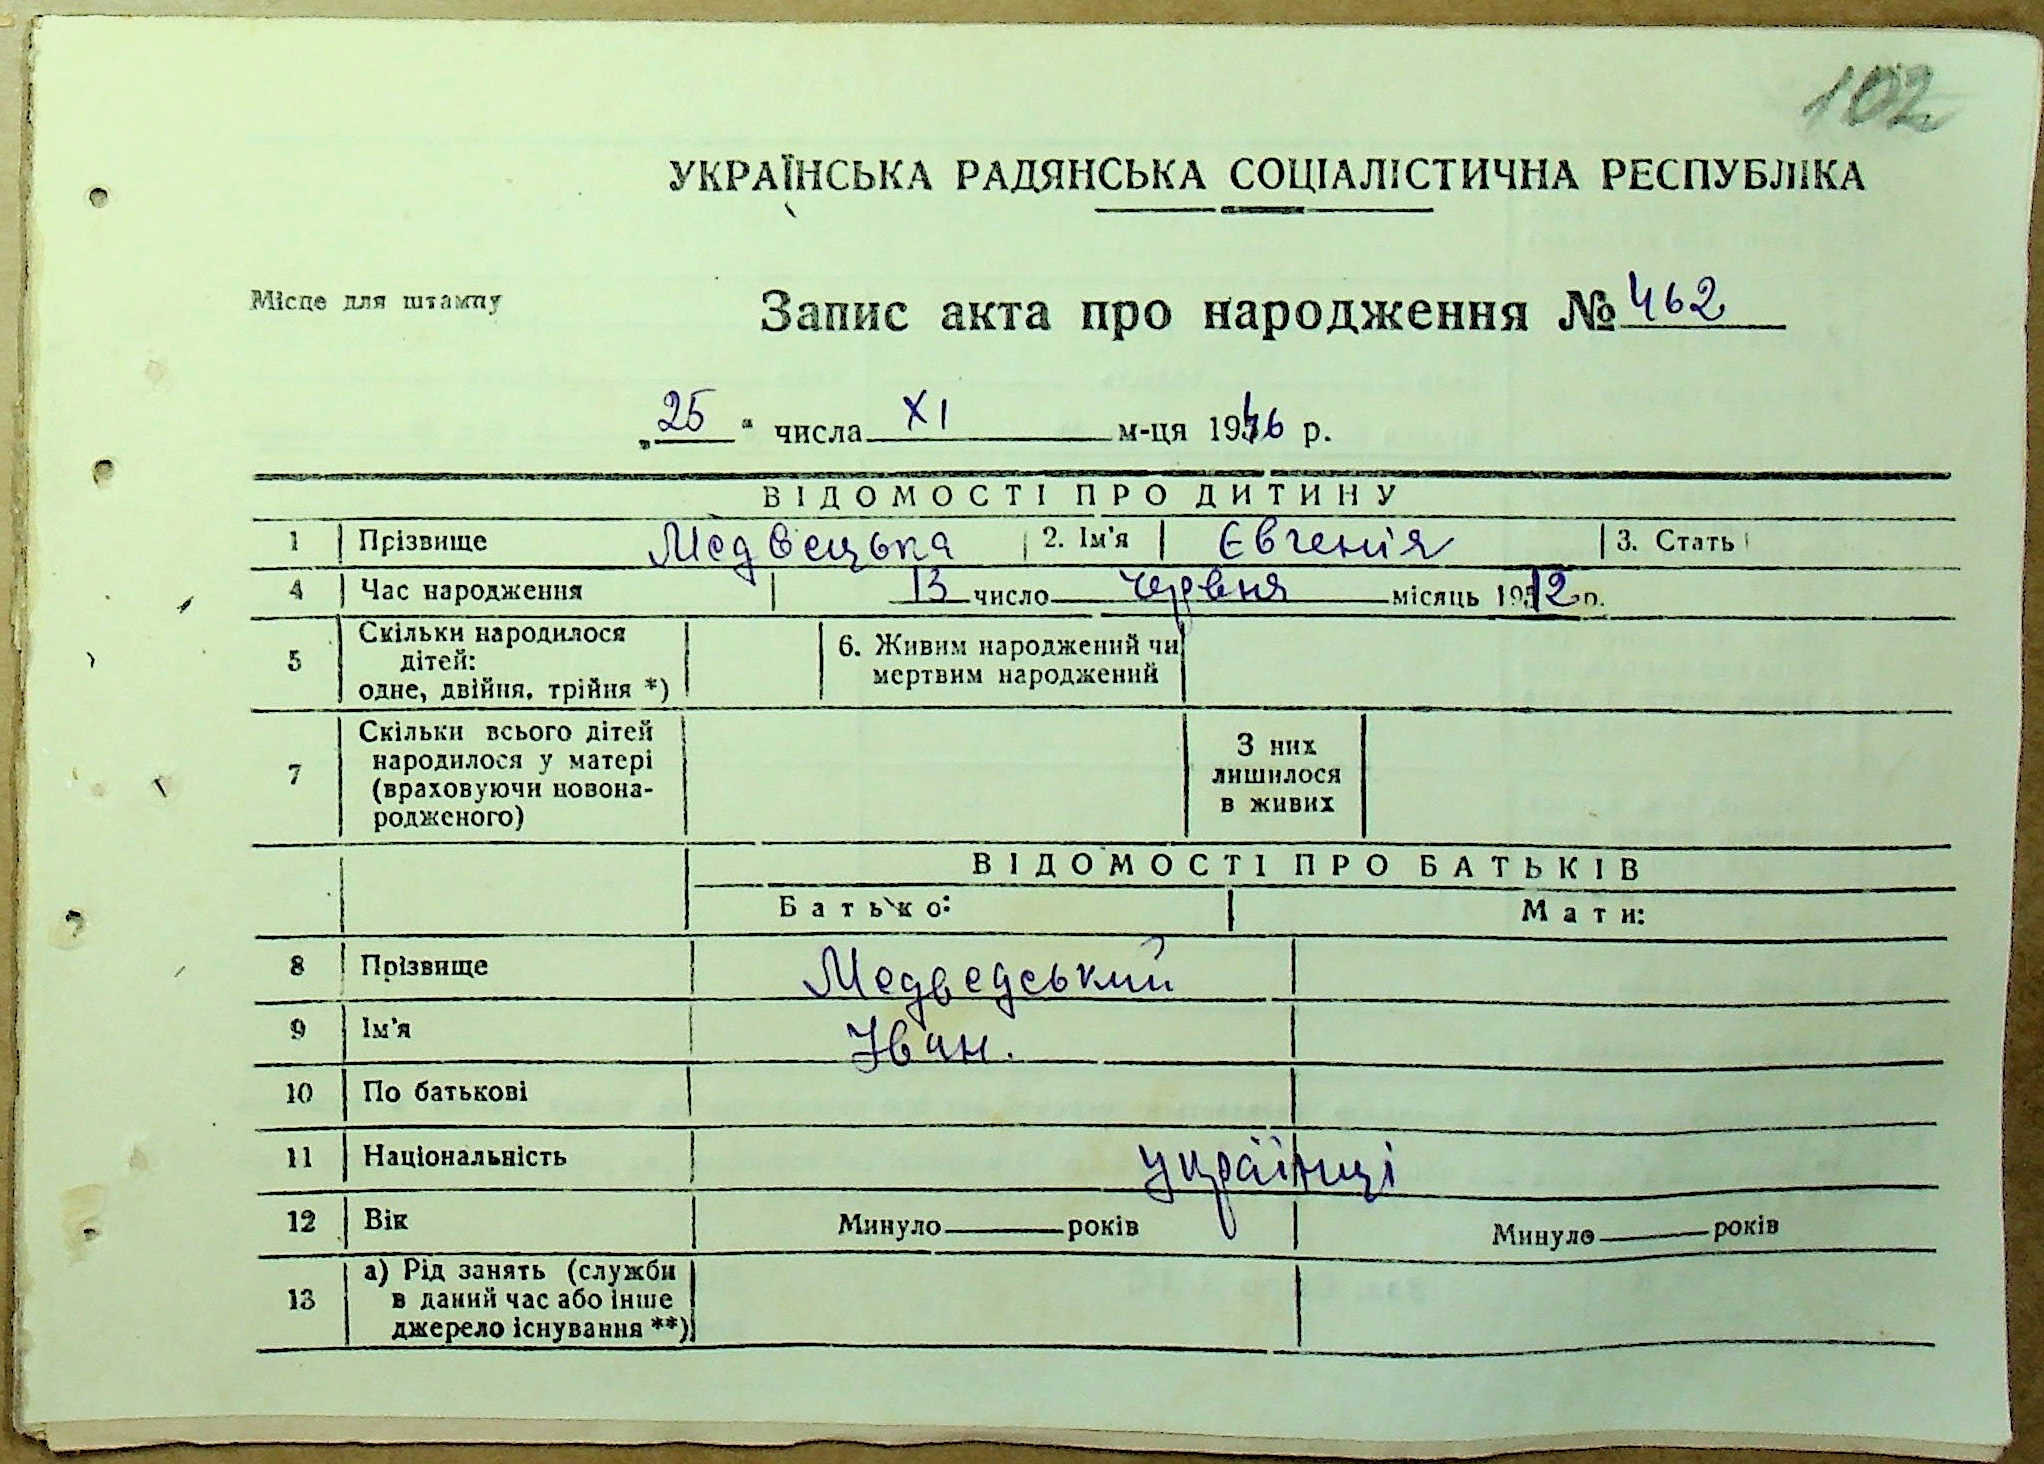 102
УКРАЇНСЬКА РАДЯНСЬКА СОЦІАЛІСТИЧНА РЕСПУБЛІКА
Місце для штампу
Запис акта про народження № 462
„25“ числа XI м-ця 1946 р.
ВІДОМОСТІ ПРО ДИТИНУ
1 Прізвище Медвецька 2. Ім'я Євгенія 3. Стать
4 Час народження 13 число червня місяць 1912 р.
5 Скільки народилося
дітей:
одне, двійня, трійня *)
6. Живим народжений чи
мертвим народжений
7 Скільки всього дітей
народилося у матері
(враховуючи новона-
родженого)
З них
лишилося
в живих
ВІДОМОСТІ ПРО БАТЬКІВ
Батько: Мати:
8 Прізвище Медведський
9 Ім'я Іван.
10 По батькові
11 Національність українці
12 Вік Минуло років Минуло років
13 а) Рід занять (служби
в даний час або інше
джерело існування **)